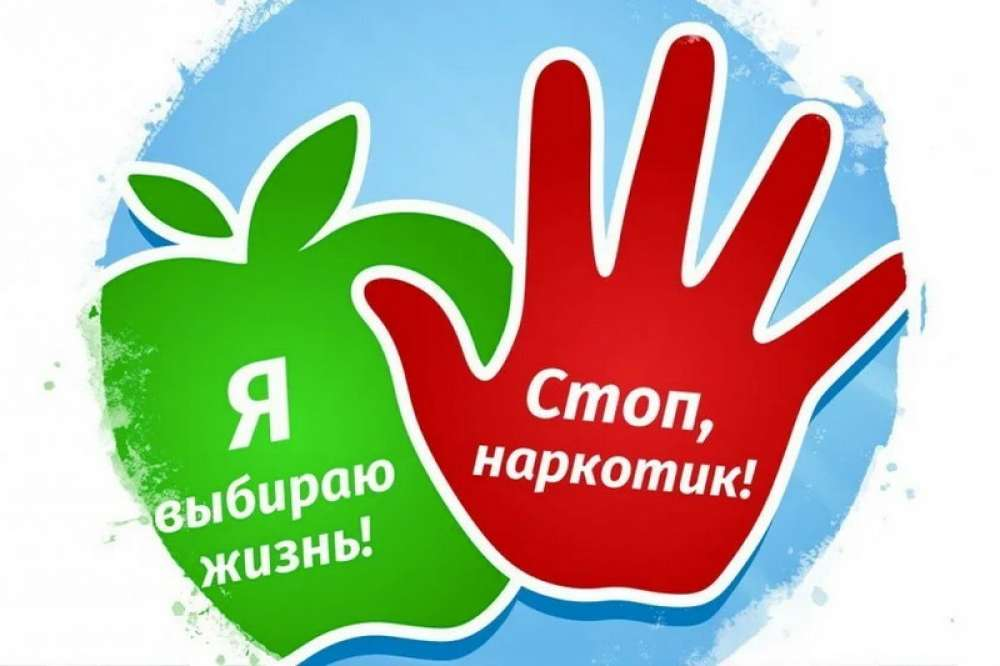 Я
выбираю
жизнь!
Стоп,
наркотик!